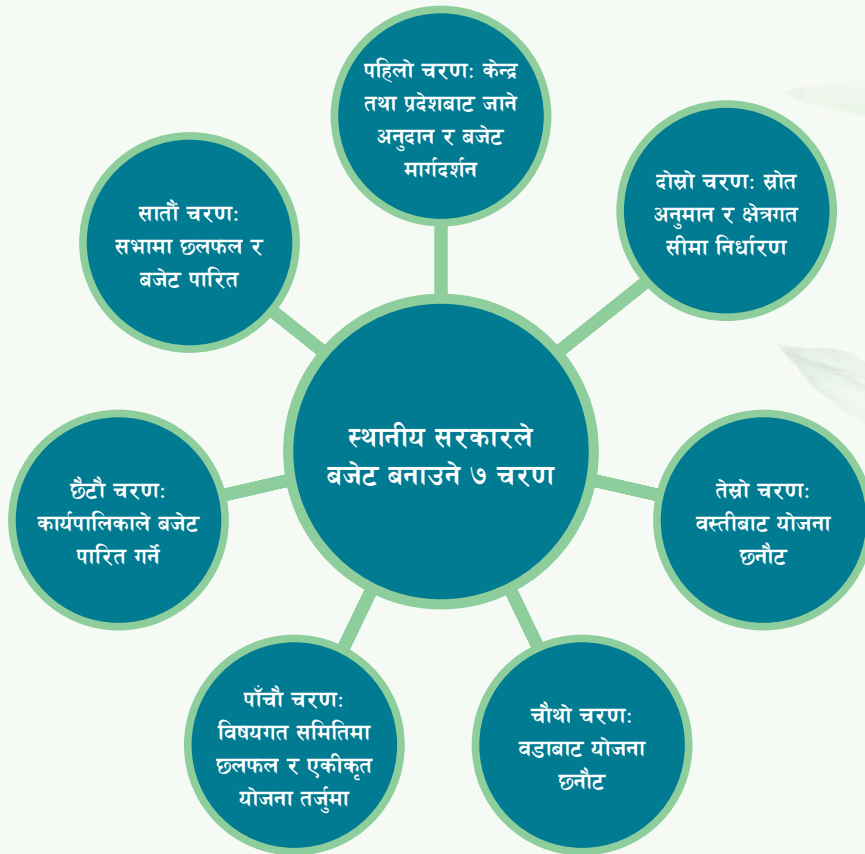 स्थानीय सरकारले
बजेट बनाउने ७ चरण
पहिलो चरण: केन्द्र
तथा प्रदेशबाट जाने
अनुदान र बजेट
मार्गदर्शन
दोस्रो चरण: स्रोत
अनुमान र क्षेत्रगत
सीमा निर्धारण
तेस्रो चरण:
वस्तीबाट योजना
छनौट
चौथो चरण:
वडाबाट योजना
छनौट
पाँचौ चरण:
विषयगत समितिमा
छलफल र एकीकृत
योजना तर्जुमा
छैटौ चरण:
कार्यपालिकाले बजेट
पारित गर्ने
सातौं चरण:
सभामा छलफल र
बजेट पारित